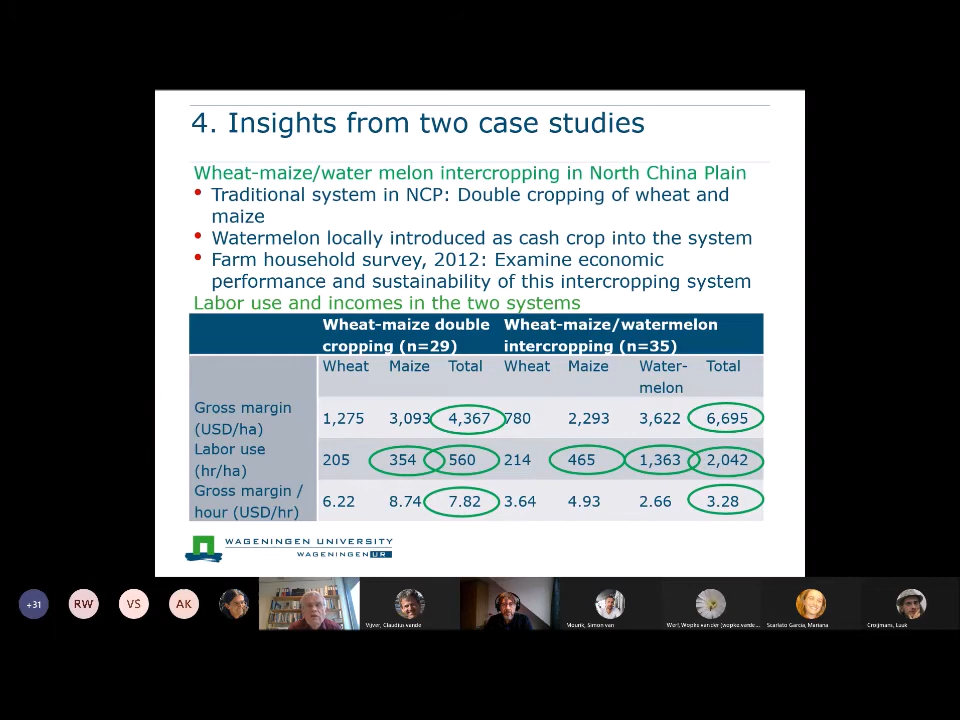 4. Insights from two case studies
Wheat-maize/water melon intercropping in North China Plain
• Traditional system in NCP: Double cropping of wheat and
maize
• Watermelon locally introduced as cash crop into the system
• Farm household survey, 2012: Examine economic
performance and sustainability of this intercropping system
Labor use and incomes in the two systems
Wheat-maize double cropping (n=29) Wheat-maize/watermelon intercropping (n=35)
Wheat Maize Total Wheat Maize Water-melon Total
Gross margin (USD/ha) 1,275 3,093 4,367 780 2,293 3,622 6,695
Labor use (hr/ha) 205 354 560 214 465 1,363 2,042
Gross margin / hour (USD/hr) 6.22 8.74 7.82 3.64 4.93 2.66 3.28
WAGENINGEN UNIVERSITY
WAGENINGEN UR
+31 RW VS AK
Vijver, Claudius vande
Mourik, Simon van
Werf, Wopke van der (wopke.vande...
Scarlato Garcia, Mariana
Croijmans, Luuk